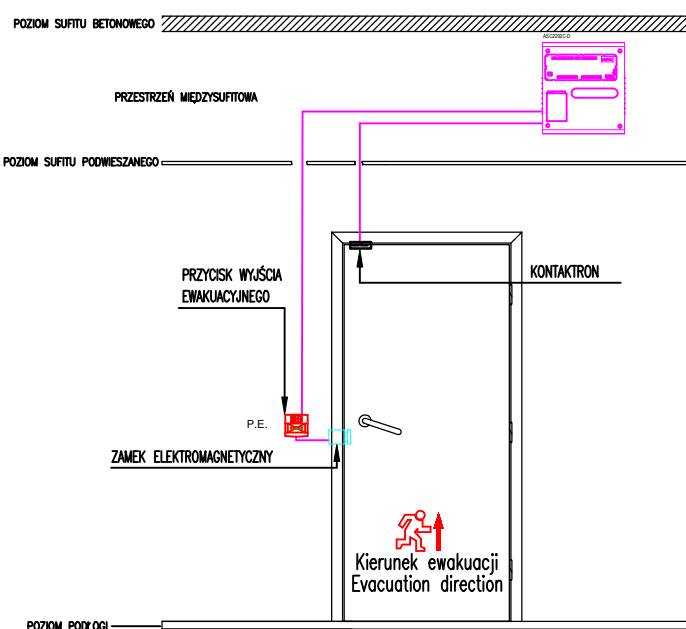 POZIOM SUFITU BETONOWEGO
ASC2202C-D
PRZESTRZEŃ MIĘDZYSUFITOWA
POZIOM SUFITU PODWIESZANEGO
PRZYCISK WYJŚCIA
EWAKUACYJNEGO
KONTAKTRON
P.E.
ZAMEK ELEKTROMAGNETYCZNY
Kierunek ewakuacji
Evacuation direction
POZIOM PODŁOGI